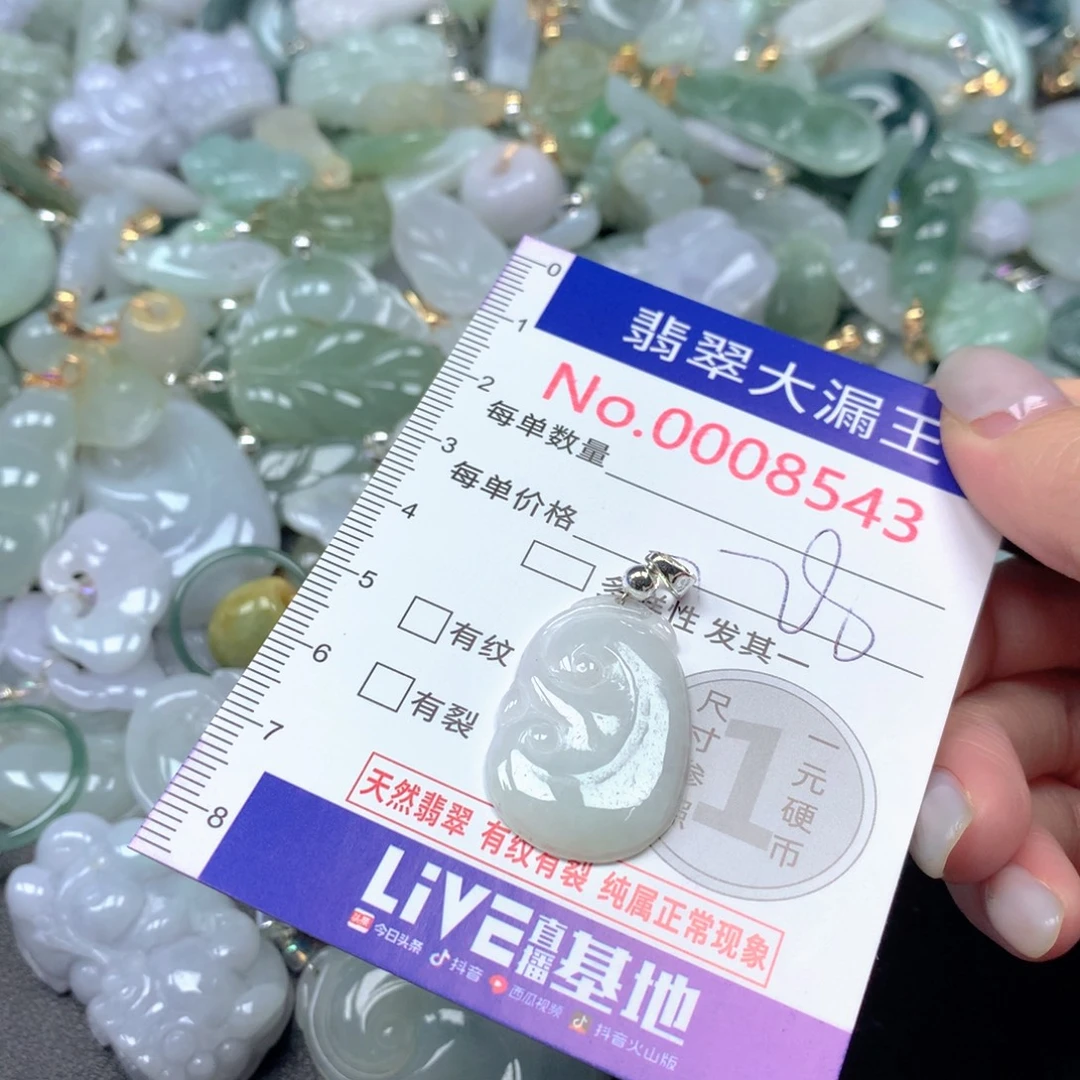 0
1
2
3
4
5
6
7
8
翡翠大漏王
No.0008543
每单数量
每单价格
性 发其一
有纹
有裂
尺寸参照
1
一元硬币
天然翡翠 有纹有裂 纯属正常现象
LiVE直播基地
头条 今日头条 抖音 西瓜视频 抖音火山版